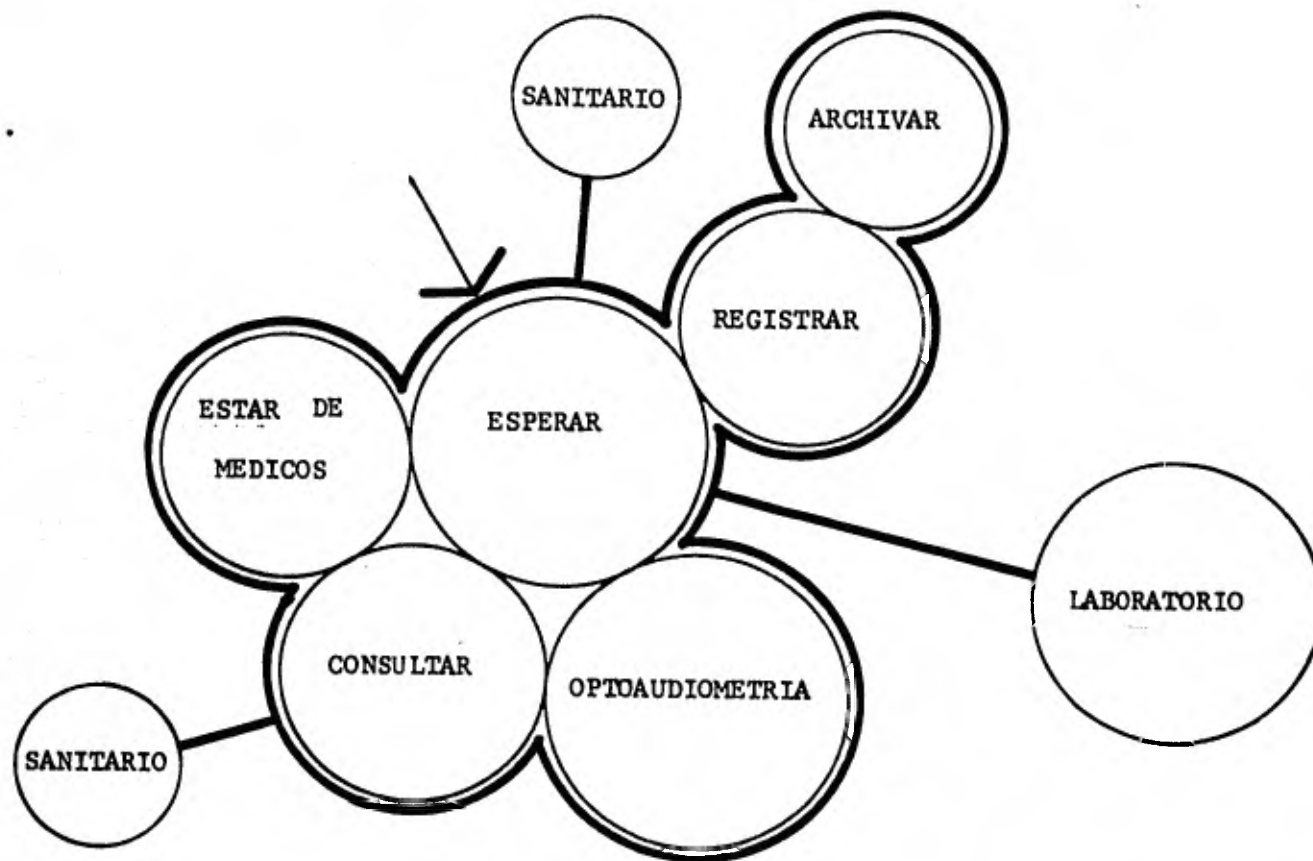 SANITARIO
ARCHIVAR
REGISTRAR
ESTAR DE
MEDICOS
ESPERAR
LABORATORIO
CONSULTAR
OPTOAUDIOMETRIA
SANITARIO